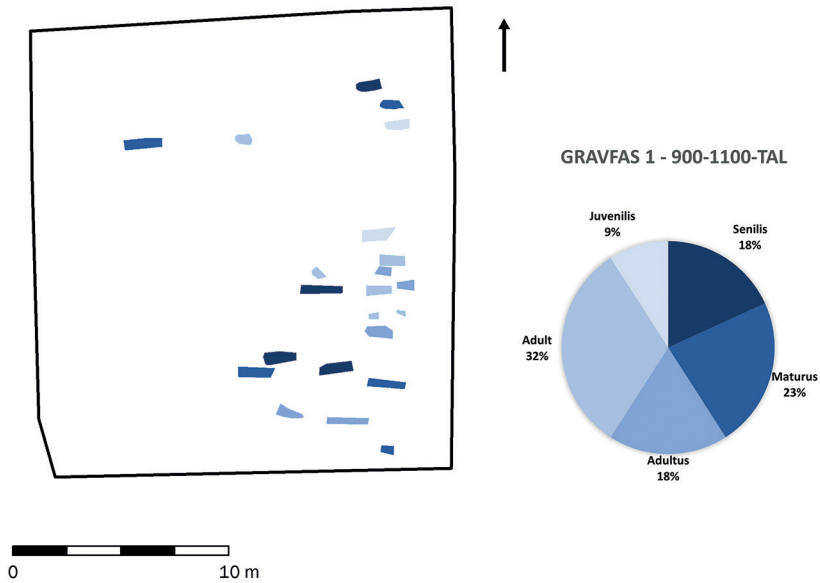 GRAVFAS 1 - 900-1100-TAL
Juvenilis
9%
Senilis
18%
Adult
32%
Maturus
23%
Adultus
18%
0 10 m